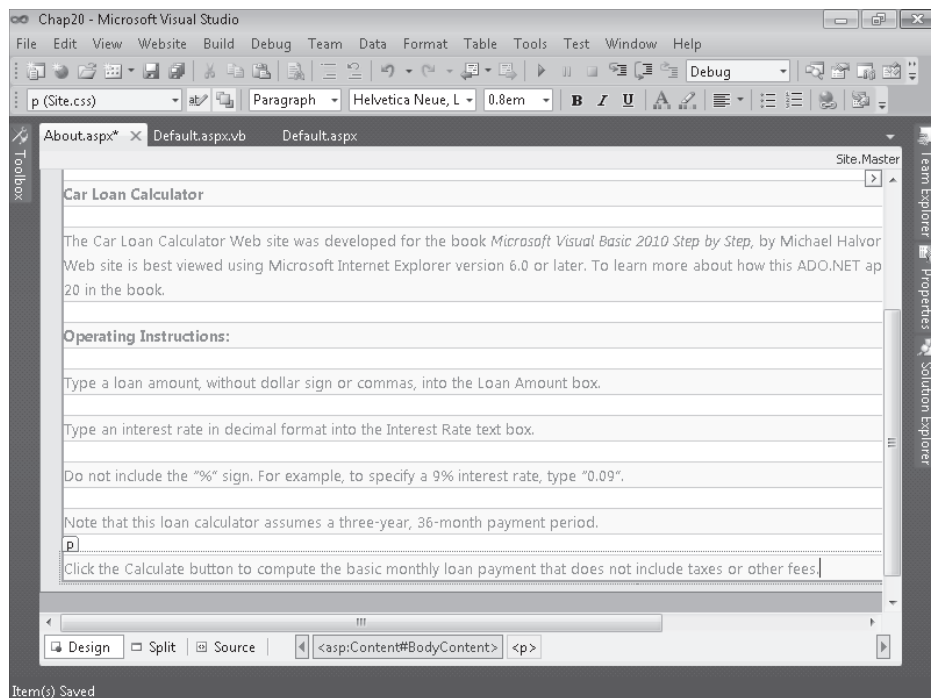 Chap20 - Microsoft Visual Studio
File Edit View Website Build Debug Team Data Format Table Tools Test Window Help
Debug
p (Site.css) Paragraph Helvetica Neue, L 0.8em B I U A
About.aspx* Default.aspx.vb Default.aspx
Toolbox
Site.Master
Car Loan Calculator
The Car Loan Calculator Web site was developed for the book Microsoft Visual Basic 2010 Step by Step, by Michael Halvor
Web site is best viewed using Microsoft Internet Explorer version 6.0 or later. To learn more about how this ADO.NET ap
20 in the book.
Operating Instructions:
Type a loan amount, without dollar sign or commas, into the Loan Amount box.
Type an interest rate in decimal format into the Interest Rate text box.
Do not include the "%" sign. For example, to specify a 9% interest rate, type "0.09".
Note that this loan calculator assumes a three-year, 36-month payment period.
p
Click the Calculate button to compute the basic monthly loan payment that does not include taxes or other fees.
Team Explorer
Properties
Solution Explorer
Design Split Source <asp:Content#BodyContent> <p>
Item(s) Saved